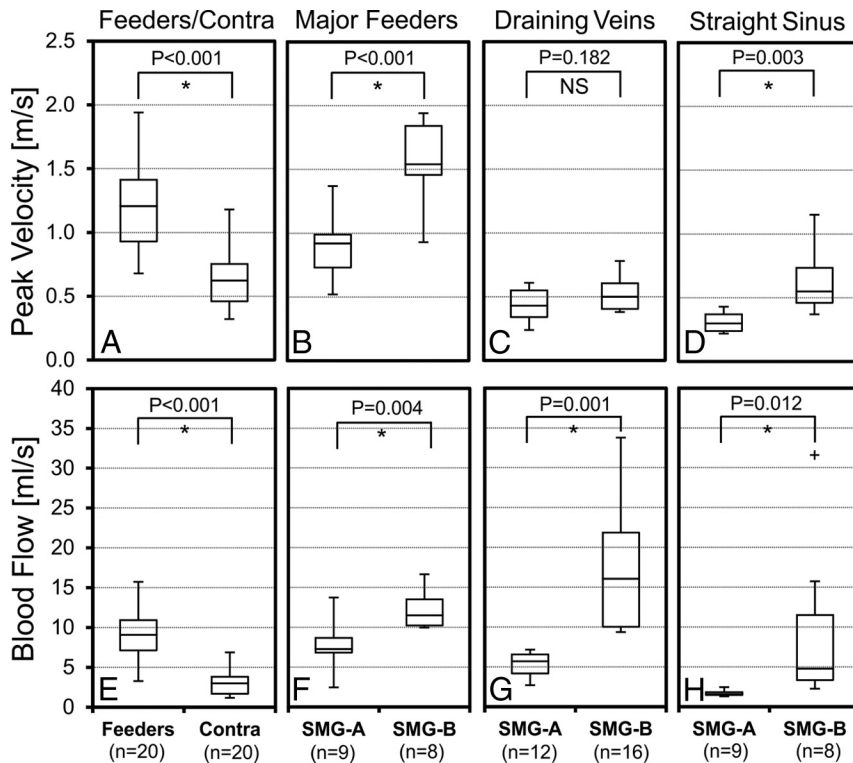 Feeders/Contra Major Feeders Draining Veins Straight Sinus
Peak Velocity [m/s]
2.5
2.0
1.5
1.0
0.5
0.0
P<0.001 P<0.001 P=0.182 P=0.003
* * NS *
A B C D
Blood Flow [ml/s]
40
35
30
25
20
15
10
5
0
P<0.001 P=0.004 P=0.001 P=0.012
* * * *
+
E F G H
Feeders Contra SMG-A SMG-B SMG-A SMG-B SMG-A SMG-B
(n=20) (n=20) (n=9) (n=8) (n=12) (n=16) (n=9) (n=8)